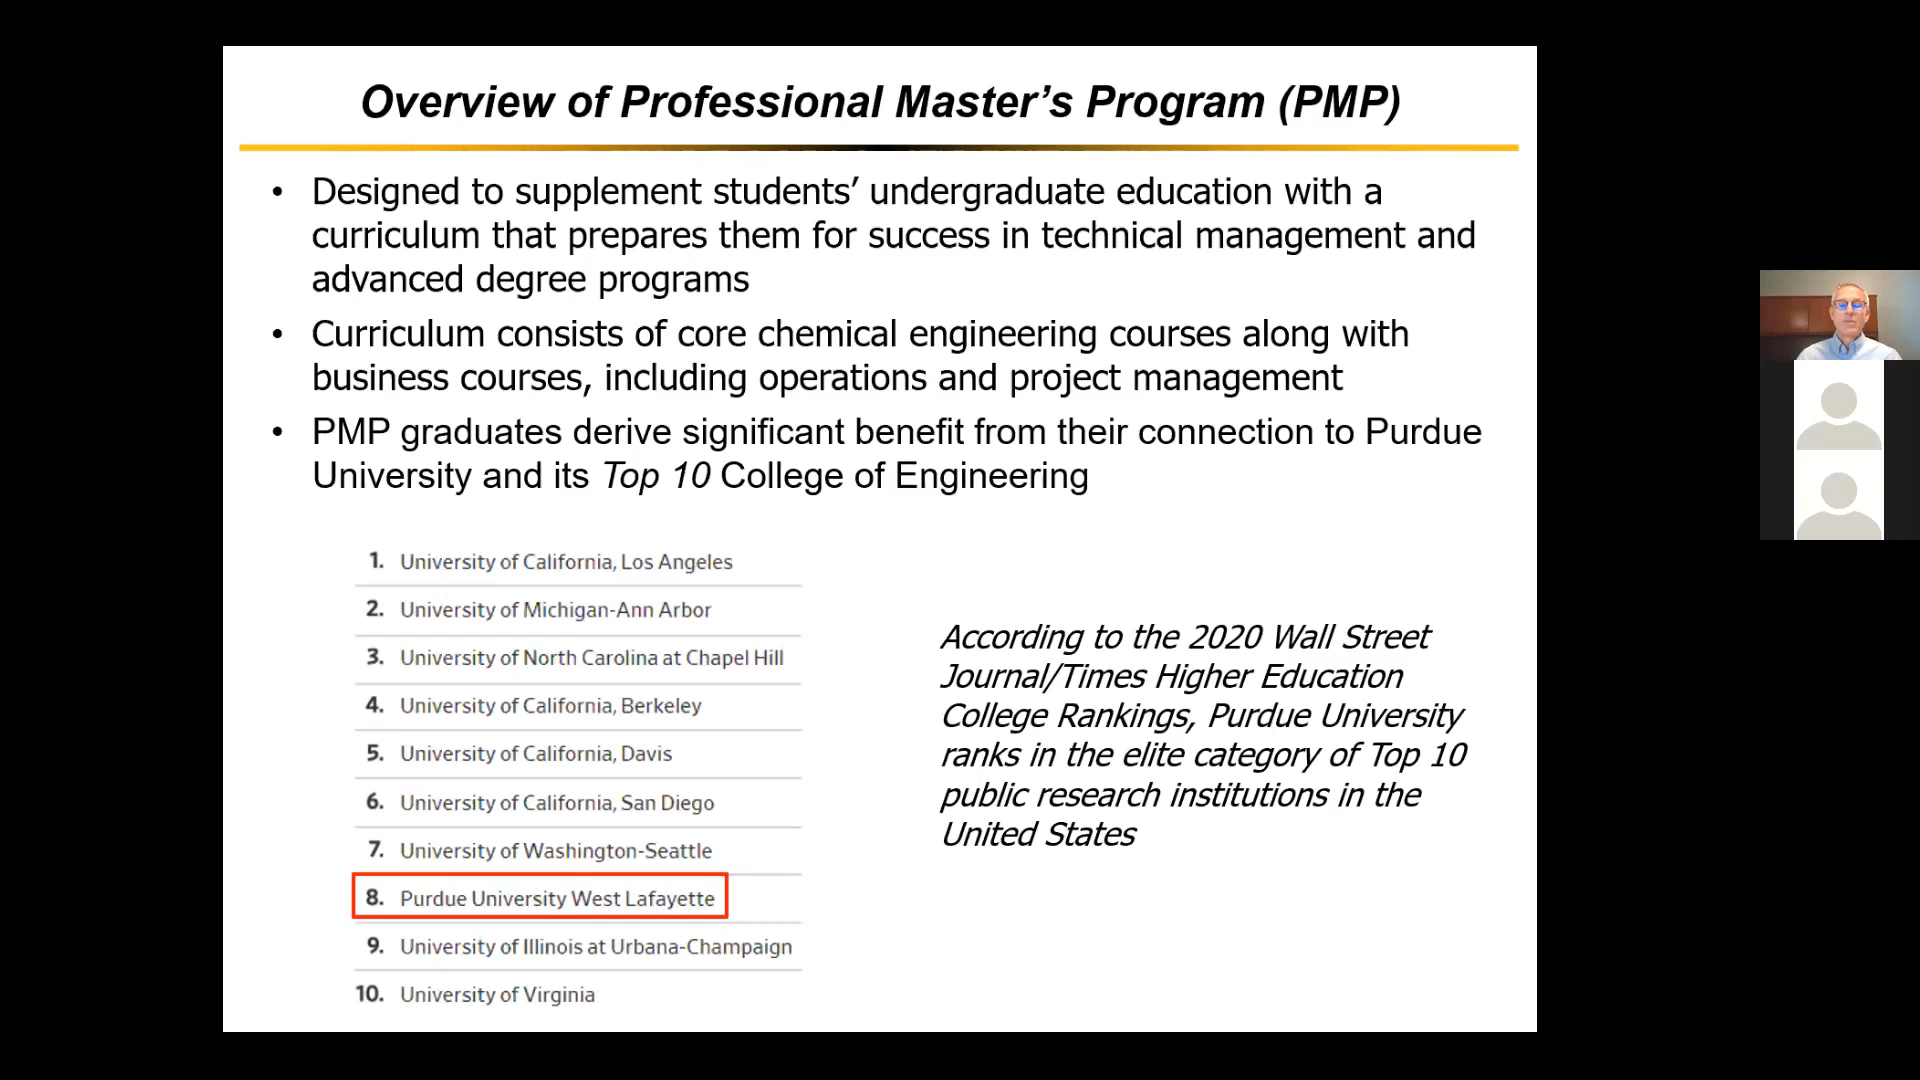 Overview of Professional Master’s Program (PMP)
• Designed to supplement students’ undergraduate education with a
curriculum that prepares them for success in technical management and
advanced degree programs
• Curriculum consists of core chemical engineering courses along with
business courses, including operations and project management
• PMP graduates derive significant benefit from their connection to Purdue
University and its Top 10 College of Engineering
1. University of California, Los Angeles
2. University of Michigan-Ann Arbor
3. University of North Carolina at Chapel Hill
4. University of California, Berkeley
5. University of California, Davis
6. University of California, San Diego
7. University of Washington-Seattle
8. Purdue University West Lafayette
9. University of Illinois at Urbana-Champaign
10. University of Virginia
According to the 2020 Wall Street
Journal/Times Higher Education
College Rankings, Purdue University
ranks in the elite category of Top 10
public research institutions in the
United States